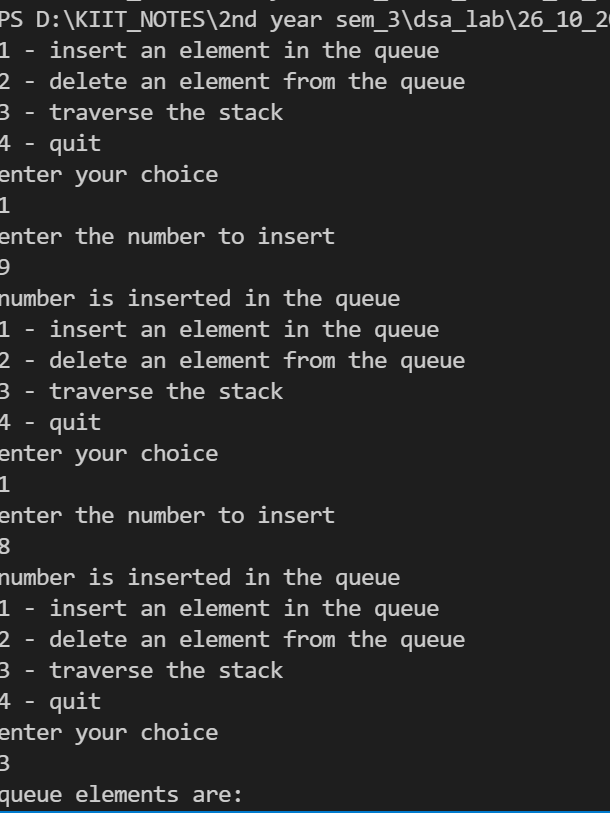 PS D:\KIIT_NOTES\2nd year sem_3\dsa_lab\26_10_20
1 - insert an element in the queue
2 - delete an element from the queue
3 - traverse the stack
4 - quit
enter your choice
1
enter the number to insert
9
number is inserted in the queue
1 - insert an element in the queue
2 - delete an element from the queue
3 - traverse the stack
4 - quit
enter your choice
1
enter the number to insert
8
number is inserted in the queue
1 - insert an element in the queue
2 - delete an element from the queue
3 - traverse the stack
4 - quit
enter your choice
3
queue elements are: